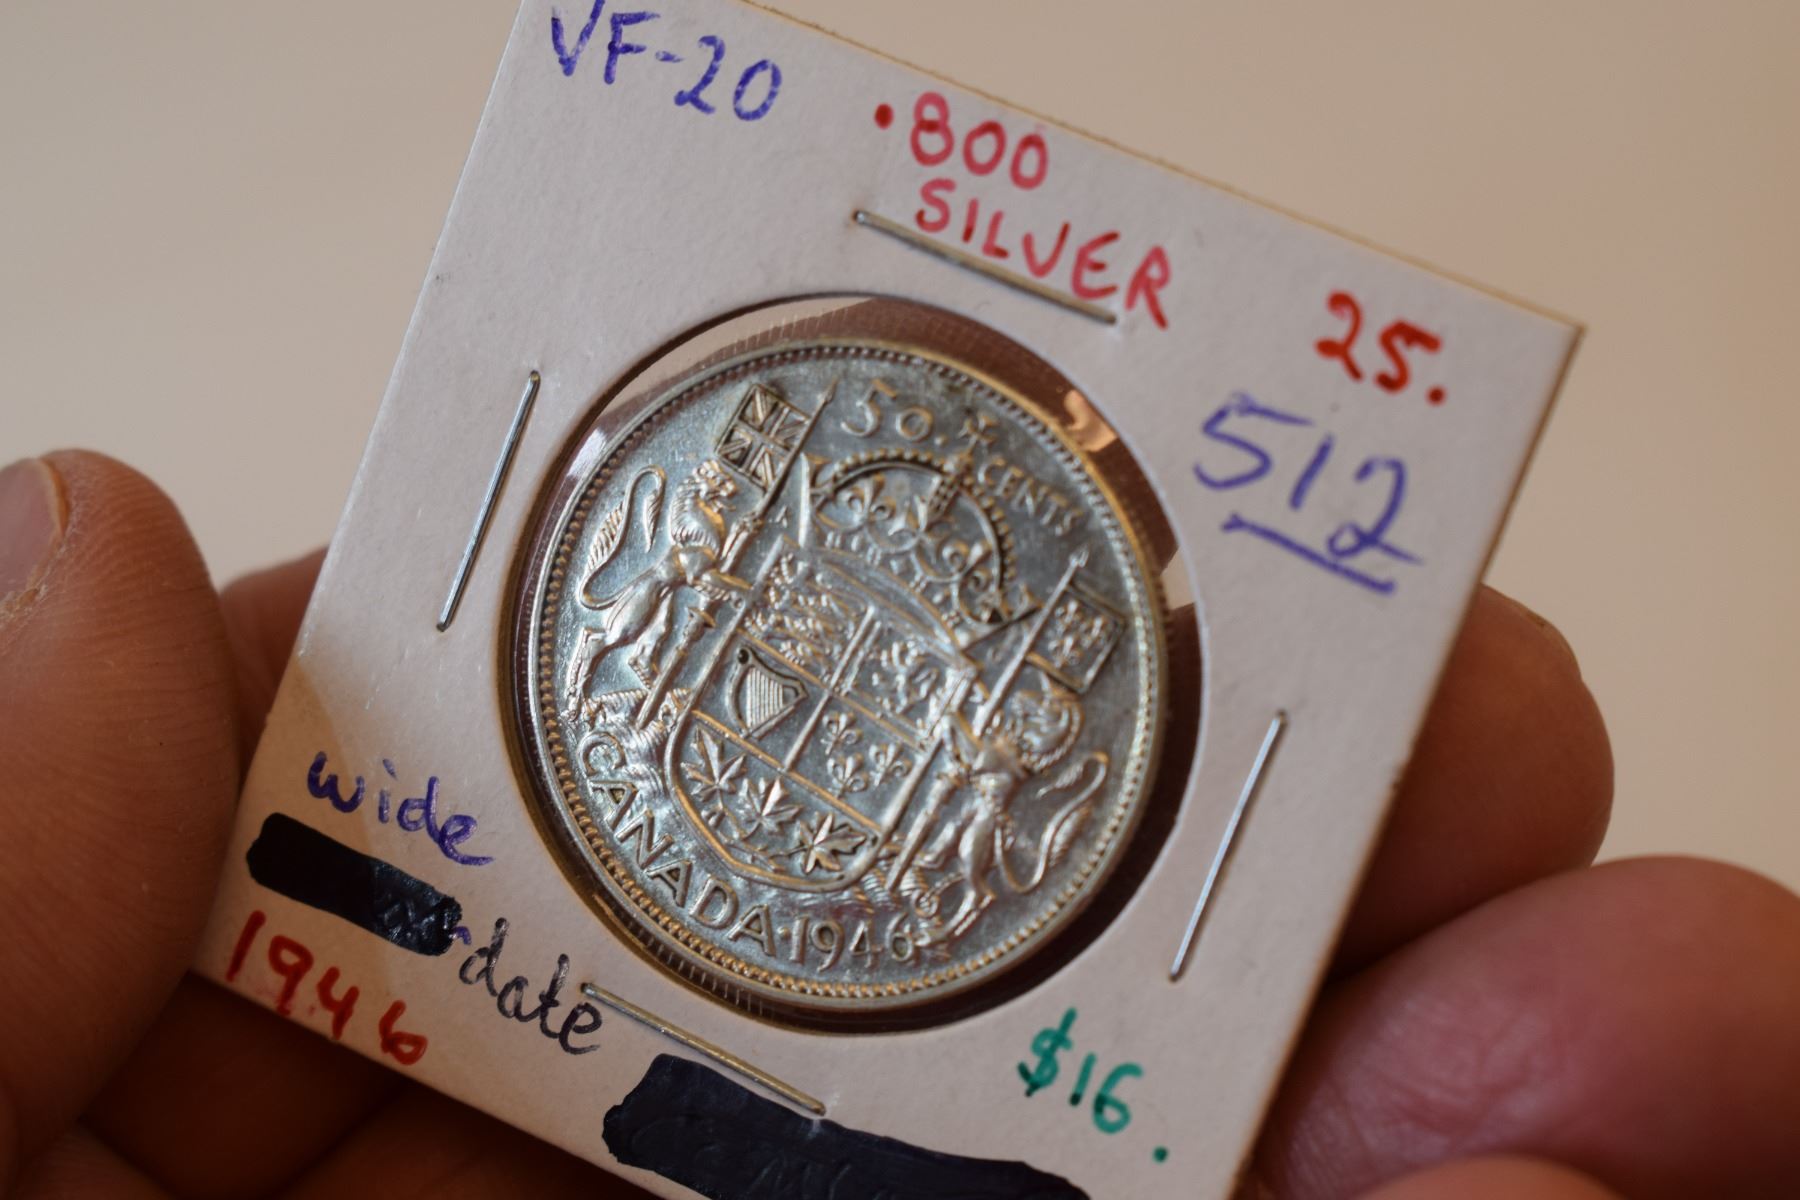 VF-20
.800
SILVER
25.
512
50. CENTS
CANADA 1946
wide
date
1946
$16.